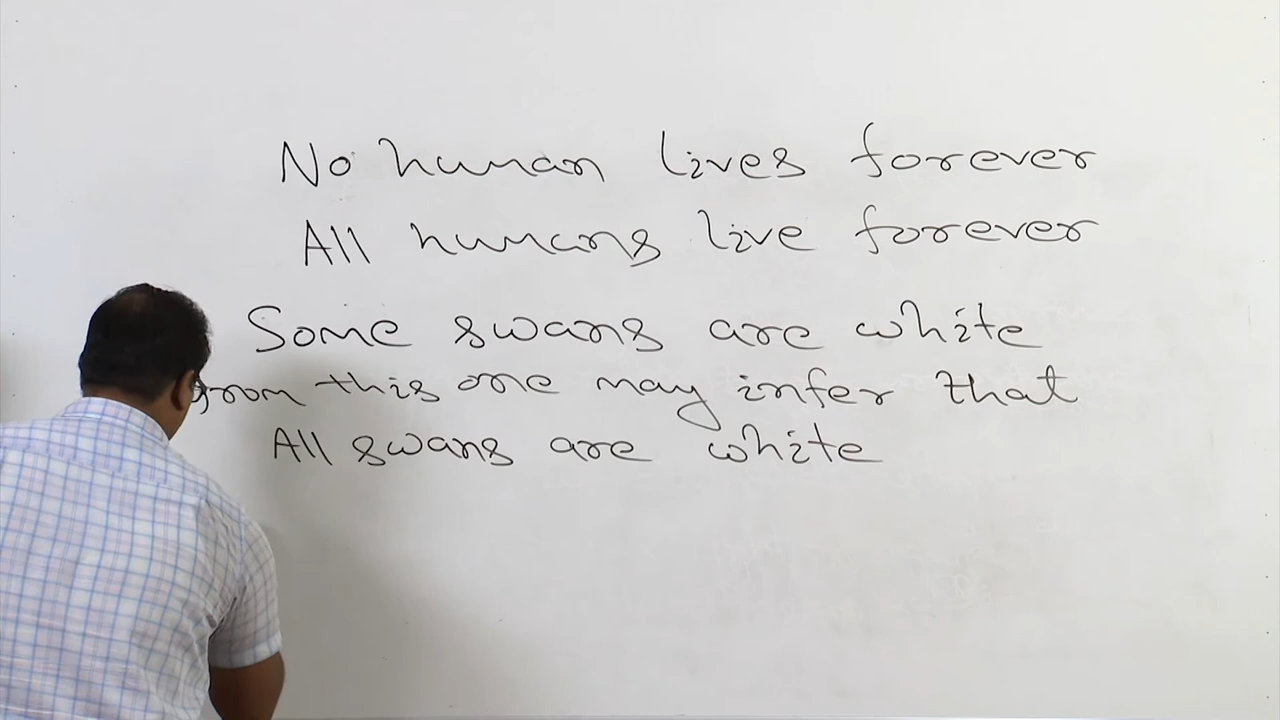 No human lives forever
All humans live forever
Some swans are white
from this one may infer that
All swans are white